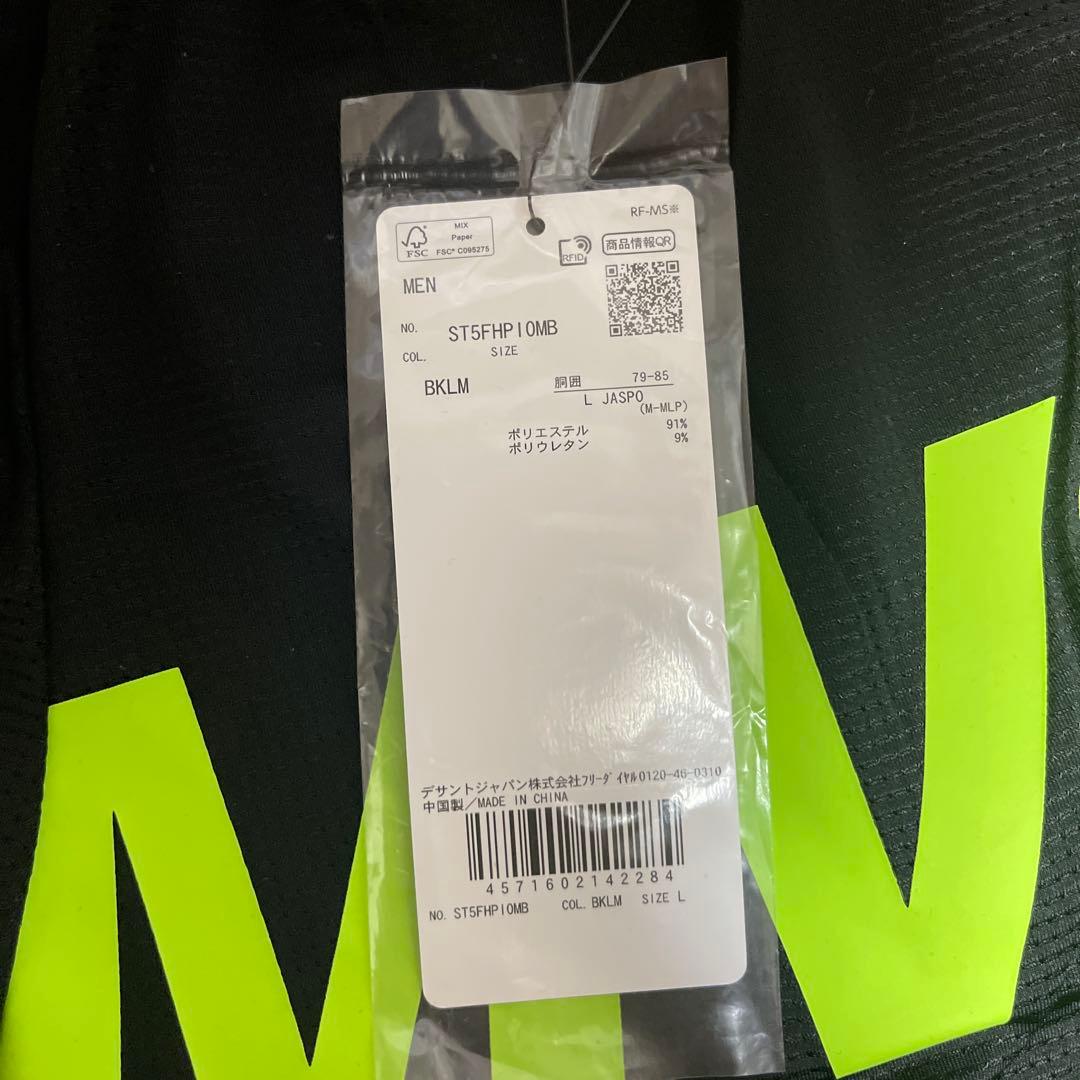 RF-MS※
MIX
Paper
FSC
FSC® C095275
RFID
商品情報QR
MEN
NO. ST5FHPI0MB
COL. SIZE
BKLM 胴囲 79-85
L JASPO
(M-MLP)
ポリエステル 91%
ポリウレタン 9%
デサントジャパン株式会社ﾌﾘｰﾀﾞｲﾔﾙ0120-46-0310
中国製／MADE IN CHINA
4571602142284
NO. ST5FHPI0MB COL. BKLM SIZE L